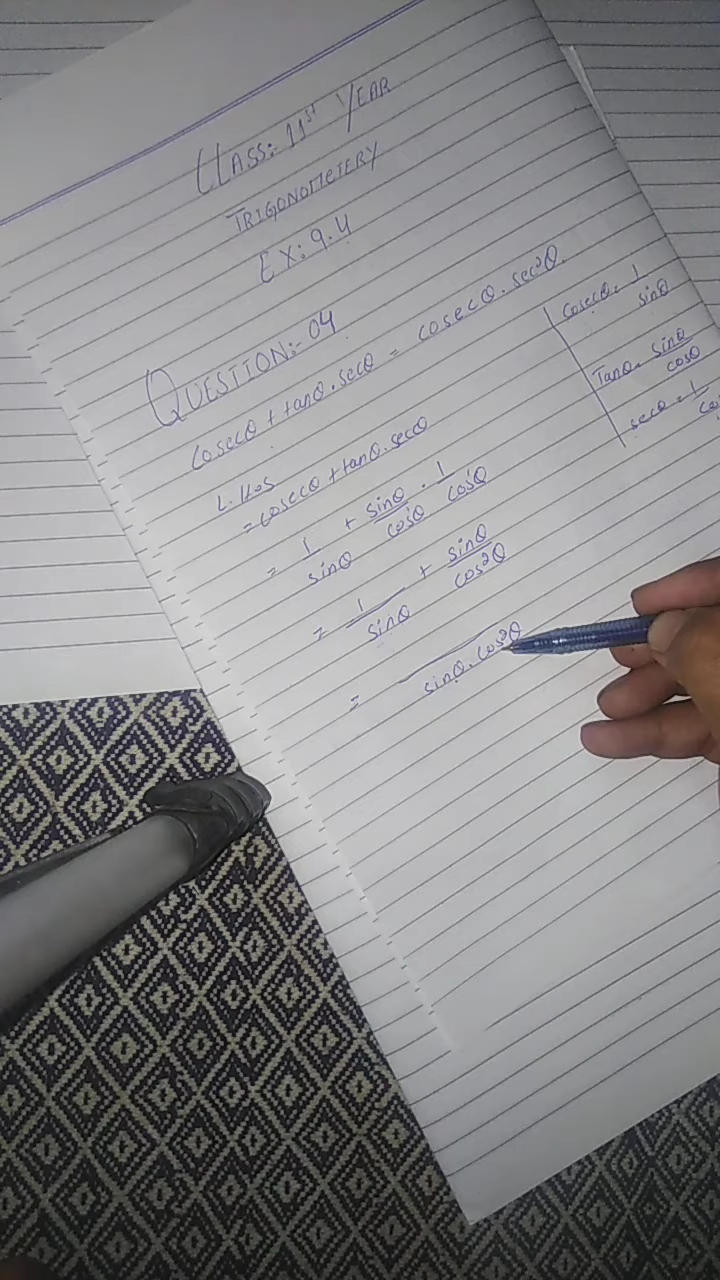 CLASS:- 11st YEAR
TRIGONOMETERY
EX: 9.4
QUESTION:- 04
cosecθ + tanθ.secθ = cosecθ.sec²θ
L.Hos
= cosecθ + tanθ.secθ
= 1/sinθ + sinθ/cosθ . 1/cosθ
= 1/sinθ + sinθ/cos²θ
= /sinθ.cos²θ
cosecθ = 1/sinθ
Tanθ = sinθ/cosθ
secθ = 1/